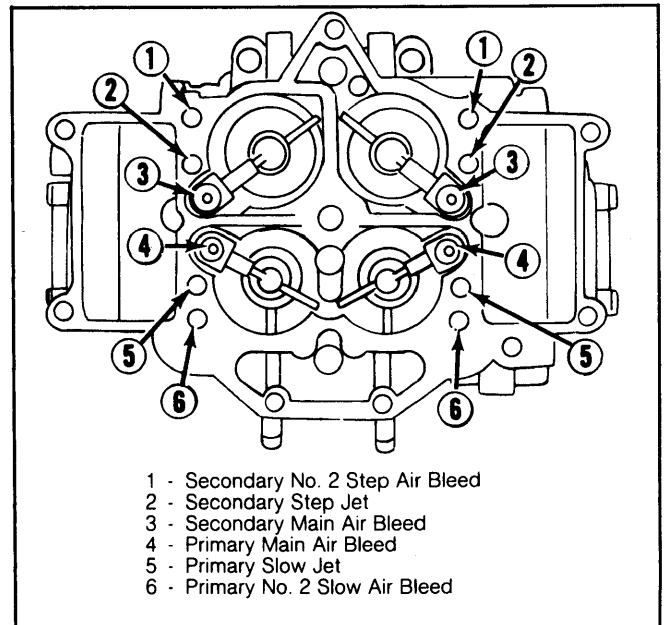 1 1
2 2
3 3
4 4
5 5
6 6
1 - Secondary No. 2 Step Air Bleed
2 - Secondary Step Jet
3 - Secondary Main Air Bleed
4 - Primary Main Air Bleed
5 - Primary Slow Jet
6 - Primary No. 2 Slow Air Bleed